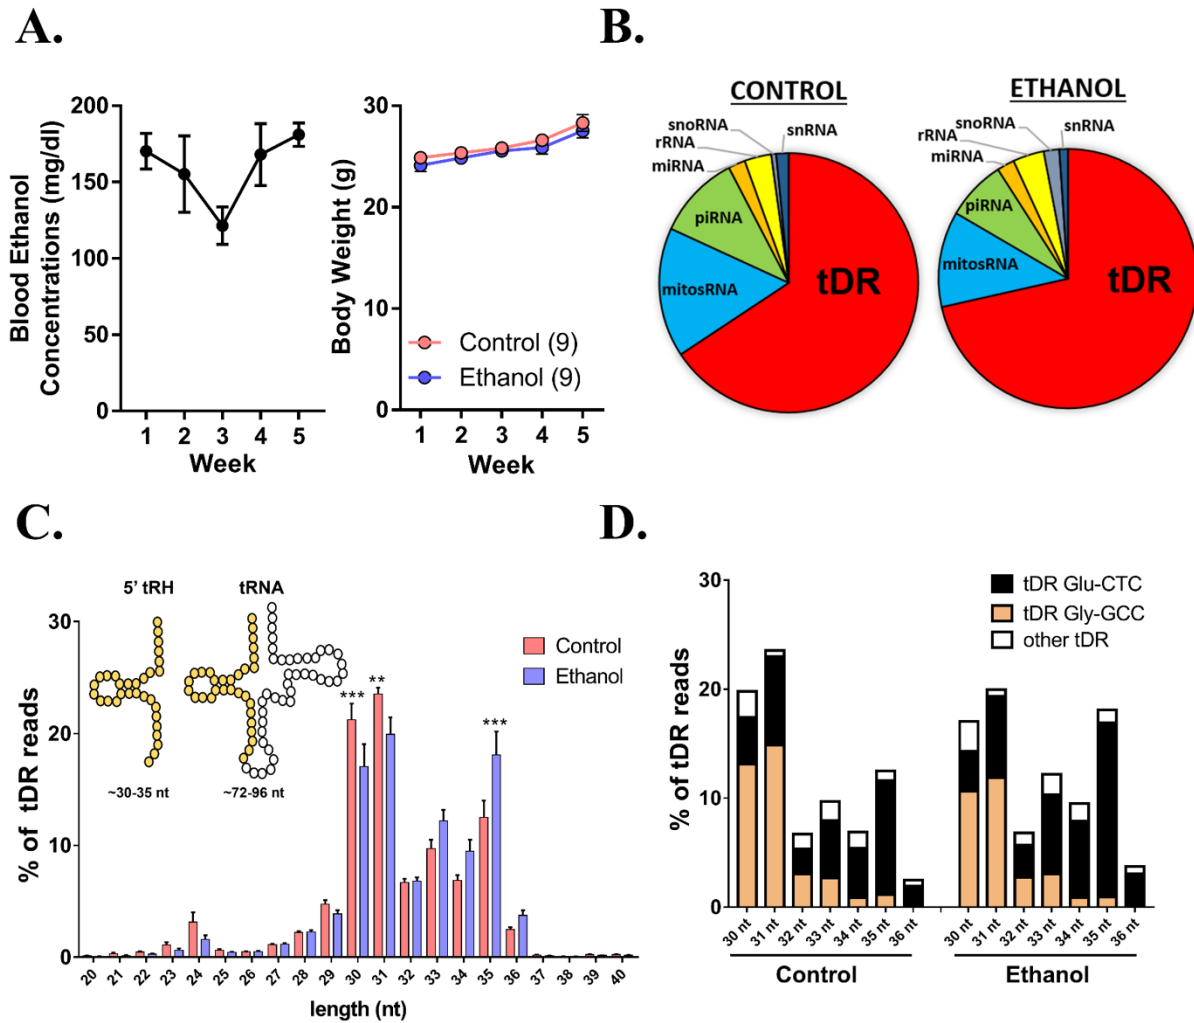 A.
B.
200
150
100
50
0
Blood Ethanol
Concentrations (mg/dl)
1 2 3 4 5
Week
30
20
10
0
Body Weight (g)
Control (9)
Ethanol (9)
1 2 3 4 5
Week
CONTROL
snoRNA
snRNA
rRNA
miRNA
piRNA
mitosRNA
tDR
ETHANOL
snoRNA
snRNA
rRNA
miRNA
piRNA
mitosRNA
tDR
C.
D.
5' tRH
tRNA
~30-35 nt
~72-96 nt
30
20
10
0
% of tDR reads
Control
Ethanol
***
**
***
20 21 22 23 24 25 26 27 28 29 30 31 32 33 34 35 36 37 38 39 40
length (nt)
30
20
10
0
% of tDR reads
tDR Glu-CTC
tDR Gly-GCC
other tDR
30 nt 31 nt 32 nt 33 nt 34 nt 35 nt 36 nt
30 nt 31 nt 32 nt 33 nt 34 nt 35 nt 36 nt
Control
Ethanol